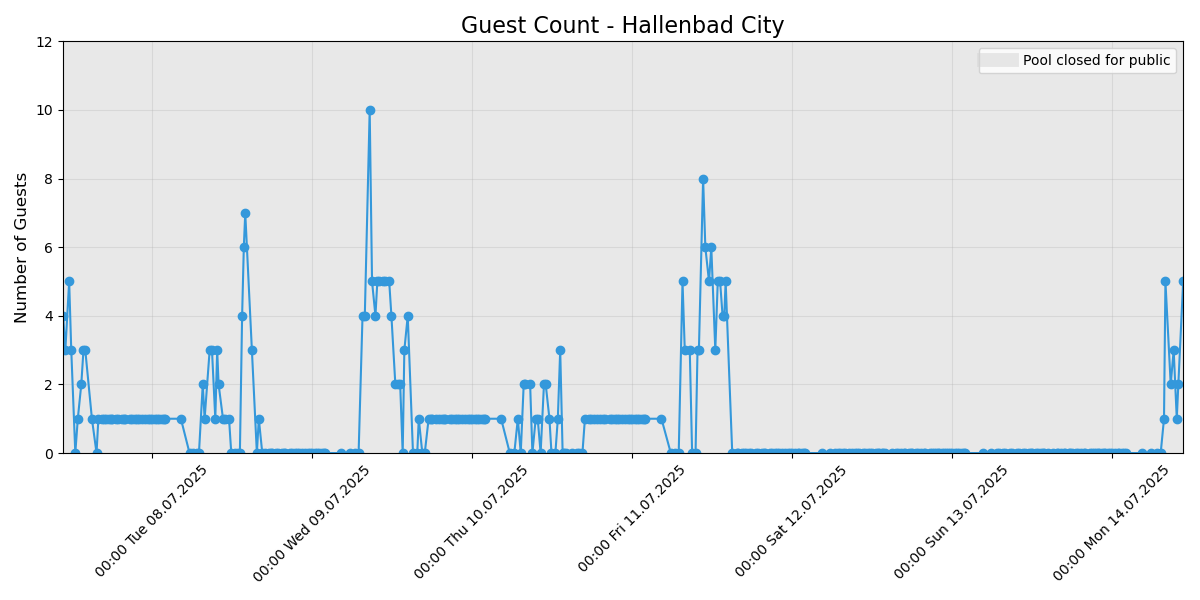 Guest Count - Hallenbad City
Pool closed for public
Number of Guests
12
10
8
6
4
2
0
00:00 Tue 08.07.2025
00:00 Wed 09.07.2025
00:00 Thu 10.07.2025
00:00 Fri 11.07.2025
00:00 Sat 12.07.2025
00:00 Sun 13.07.2025
00:00 Mon 14.07.2025